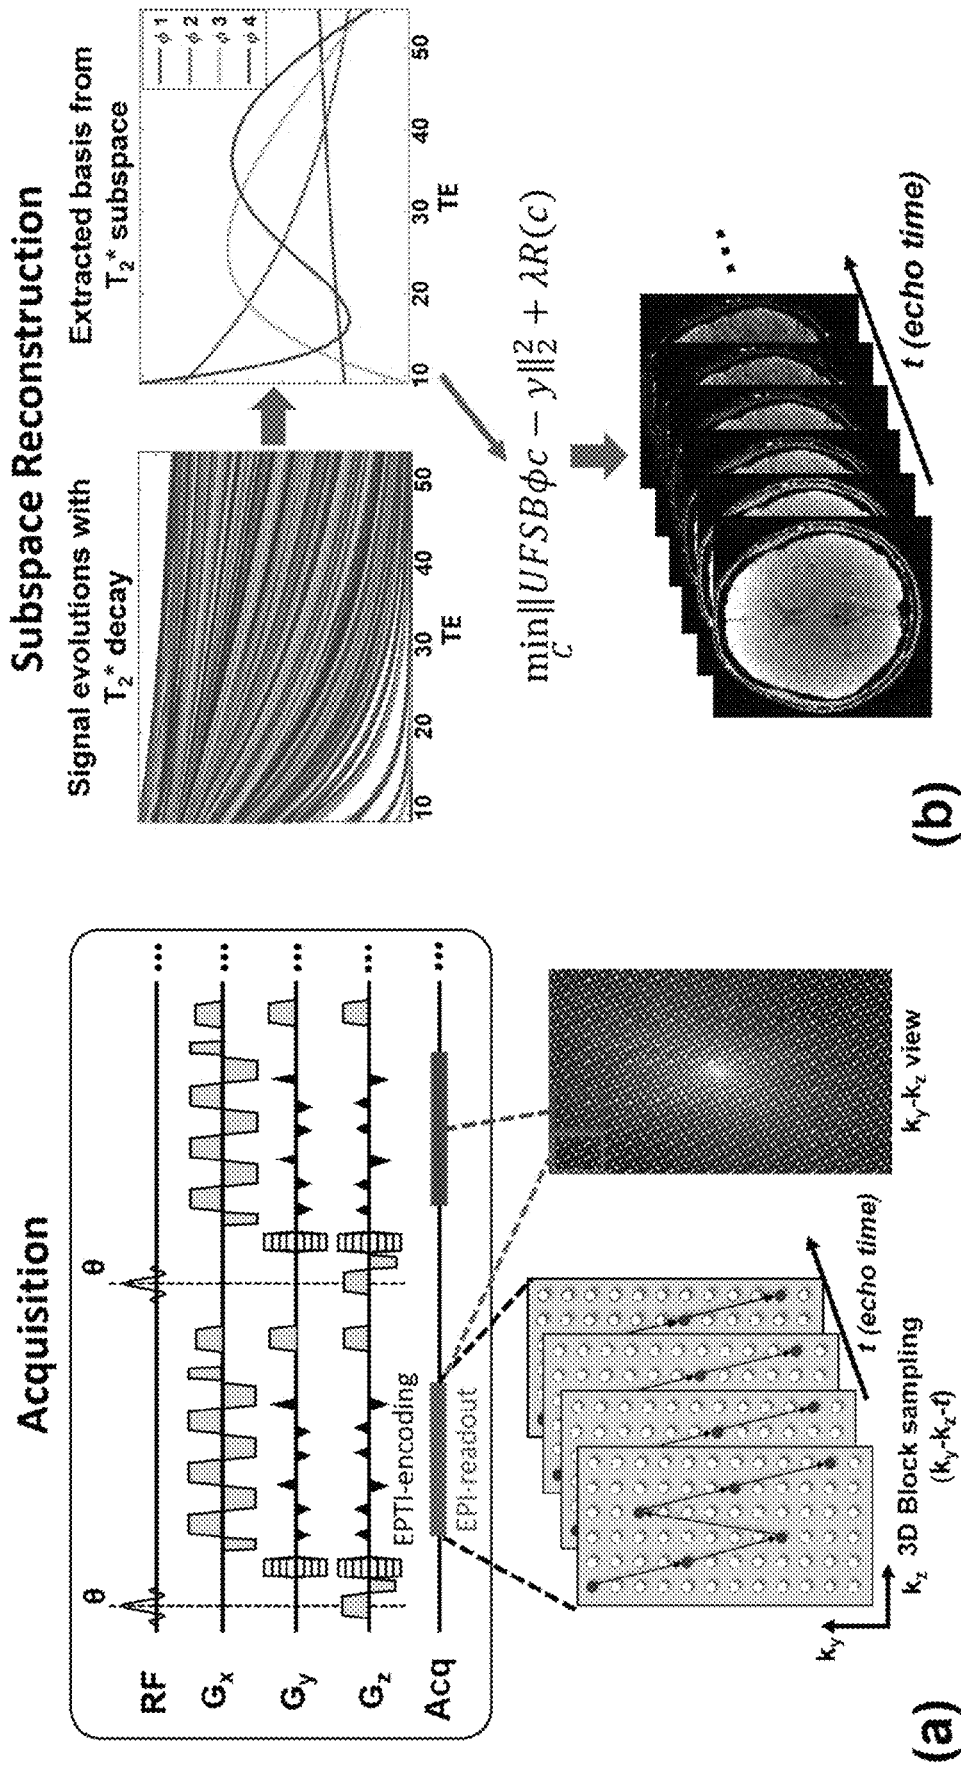 Acquisition
θ
θ
RF
...
Gx
...
Gy
...
Gz
...
EPTI-encoding
Acq
...
EPI-readout
t (echo time)
ky
kz
3D Block sampling
(ky-kz-t)
ky-kz view
(a)
Subspace Reconstruction
Signal evolutions with
T2* decay
10 20 30 40 50
TE
Extracted basis from
T2* subspace
ϕ 1
ϕ 2
ϕ 3
ϕ 4
10 20 30 40 50
TE
min C ||UFSBϕc − y||₂² + λR(c)
...
t (echo time)
(b)